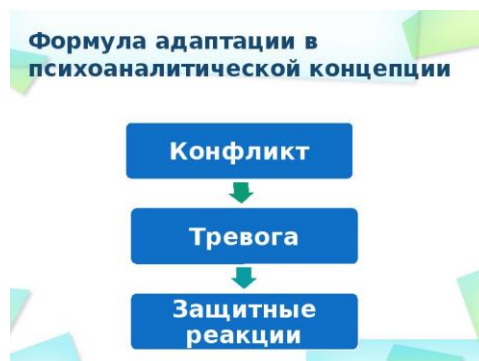 Формула адаптации в
психоаналитической концепции
Конфликт
Тревога
Защитные
реакции